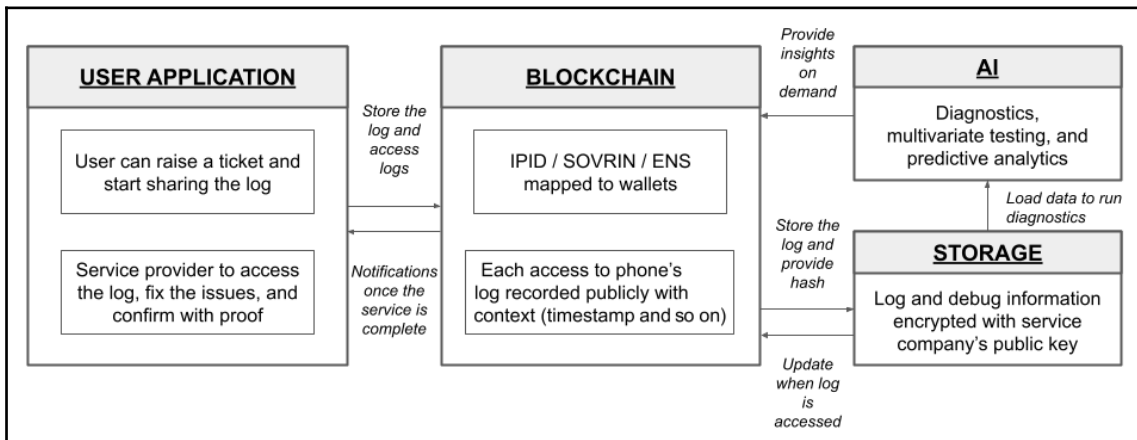 USER APPLICATION
User can raise a ticket and
start sharing the log
Service provider to access
the log, fix the issues, and
confirm with proof
Store the
log and
access
logs
Notifications
once the
service is
complete
BLOCKCHAIN
IPID / SOVRIN / ENS
mapped to wallets
Each access to phone's
log recorded publicly with
context (timestamp and so on)
Provide
insights
on
demand
Store the
log and
provide
hash
Update
when log
is
accessed
AI
Diagnostics,
multivariate testing, and
predictive analytics
Load data to run
diagnostics
STORAGE
Log and debug information
encrypted with service
company's public key